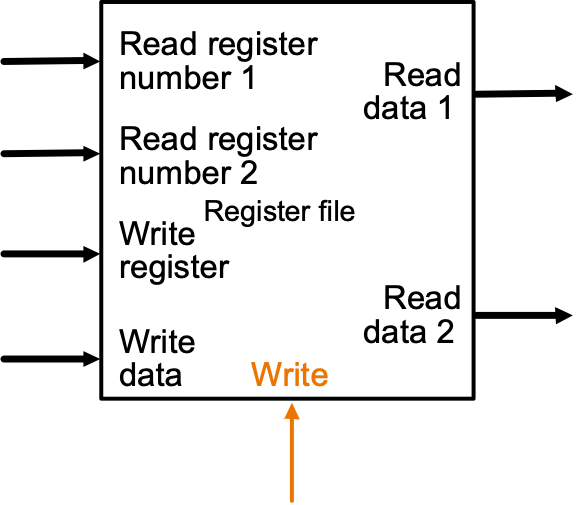 Read register
number 1
Read
data 1
Read register
number 2
Register file
Write
register
Read
data 2
Write
data
Write